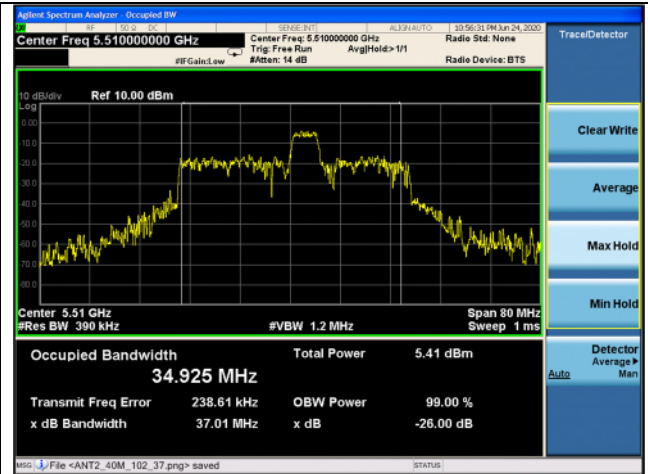 Agilent Spectrum Analyzer - Occupied BW
RF 50 Ω DC SENSE:INT ALIGNAUTO 10:56:31 PM Jun 24, 2020
Center Freq 5.510000000 GHz
Center Freq: 5.510000000 GHz
Radio Std: None
Trig: Free Run Avg|Hold:>1/1
#IFGain:Low #Atten: 14 dB Radio Device: BTS
Trace/Detector
10 dB/div Ref 10.00 dBm
Log
0.00
-10.0
-20.0
-30.0
-40.0
-50.0
-60.0
-70.0
-80.0
Center 5.51 GHz Span 80 MHz
#Res BW 390 kHz #VBW 1.2 MHz Sweep 1 ms
Clear Write
Average
Max Hold
Min Hold
Detector
Average▶
Auto Man
Occupied Bandwidth Total Power 5.41 dBm
34.925 MHz
Transmit Freq Error 238.61 kHz OBW Power 99.00 %
x dB Bandwidth 37.01 MHz x dB -26.00 dB
MSG File <ANT2_40M_102_37.png> saved STATUS